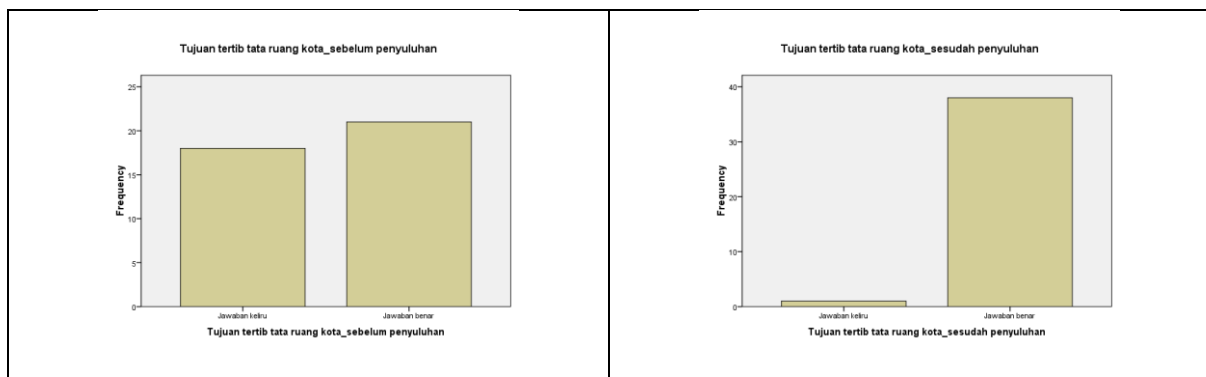 Tujuan tertib tata ruang kota_sebelum penyuluhan
25
20
15
10
5
0
Frequency
Jawaban keliru
Jawaban benar
Tujuan tertib tata ruang kota_sebelum penyuluhan
Tujuan tertib tata ruang kota_sesudah penyuluhan
40
30
20
10
0
Frequency
Jawaban keliru
Jawaban benar
Tujuan tertib tata ruang kota_sesudah penyuluhan